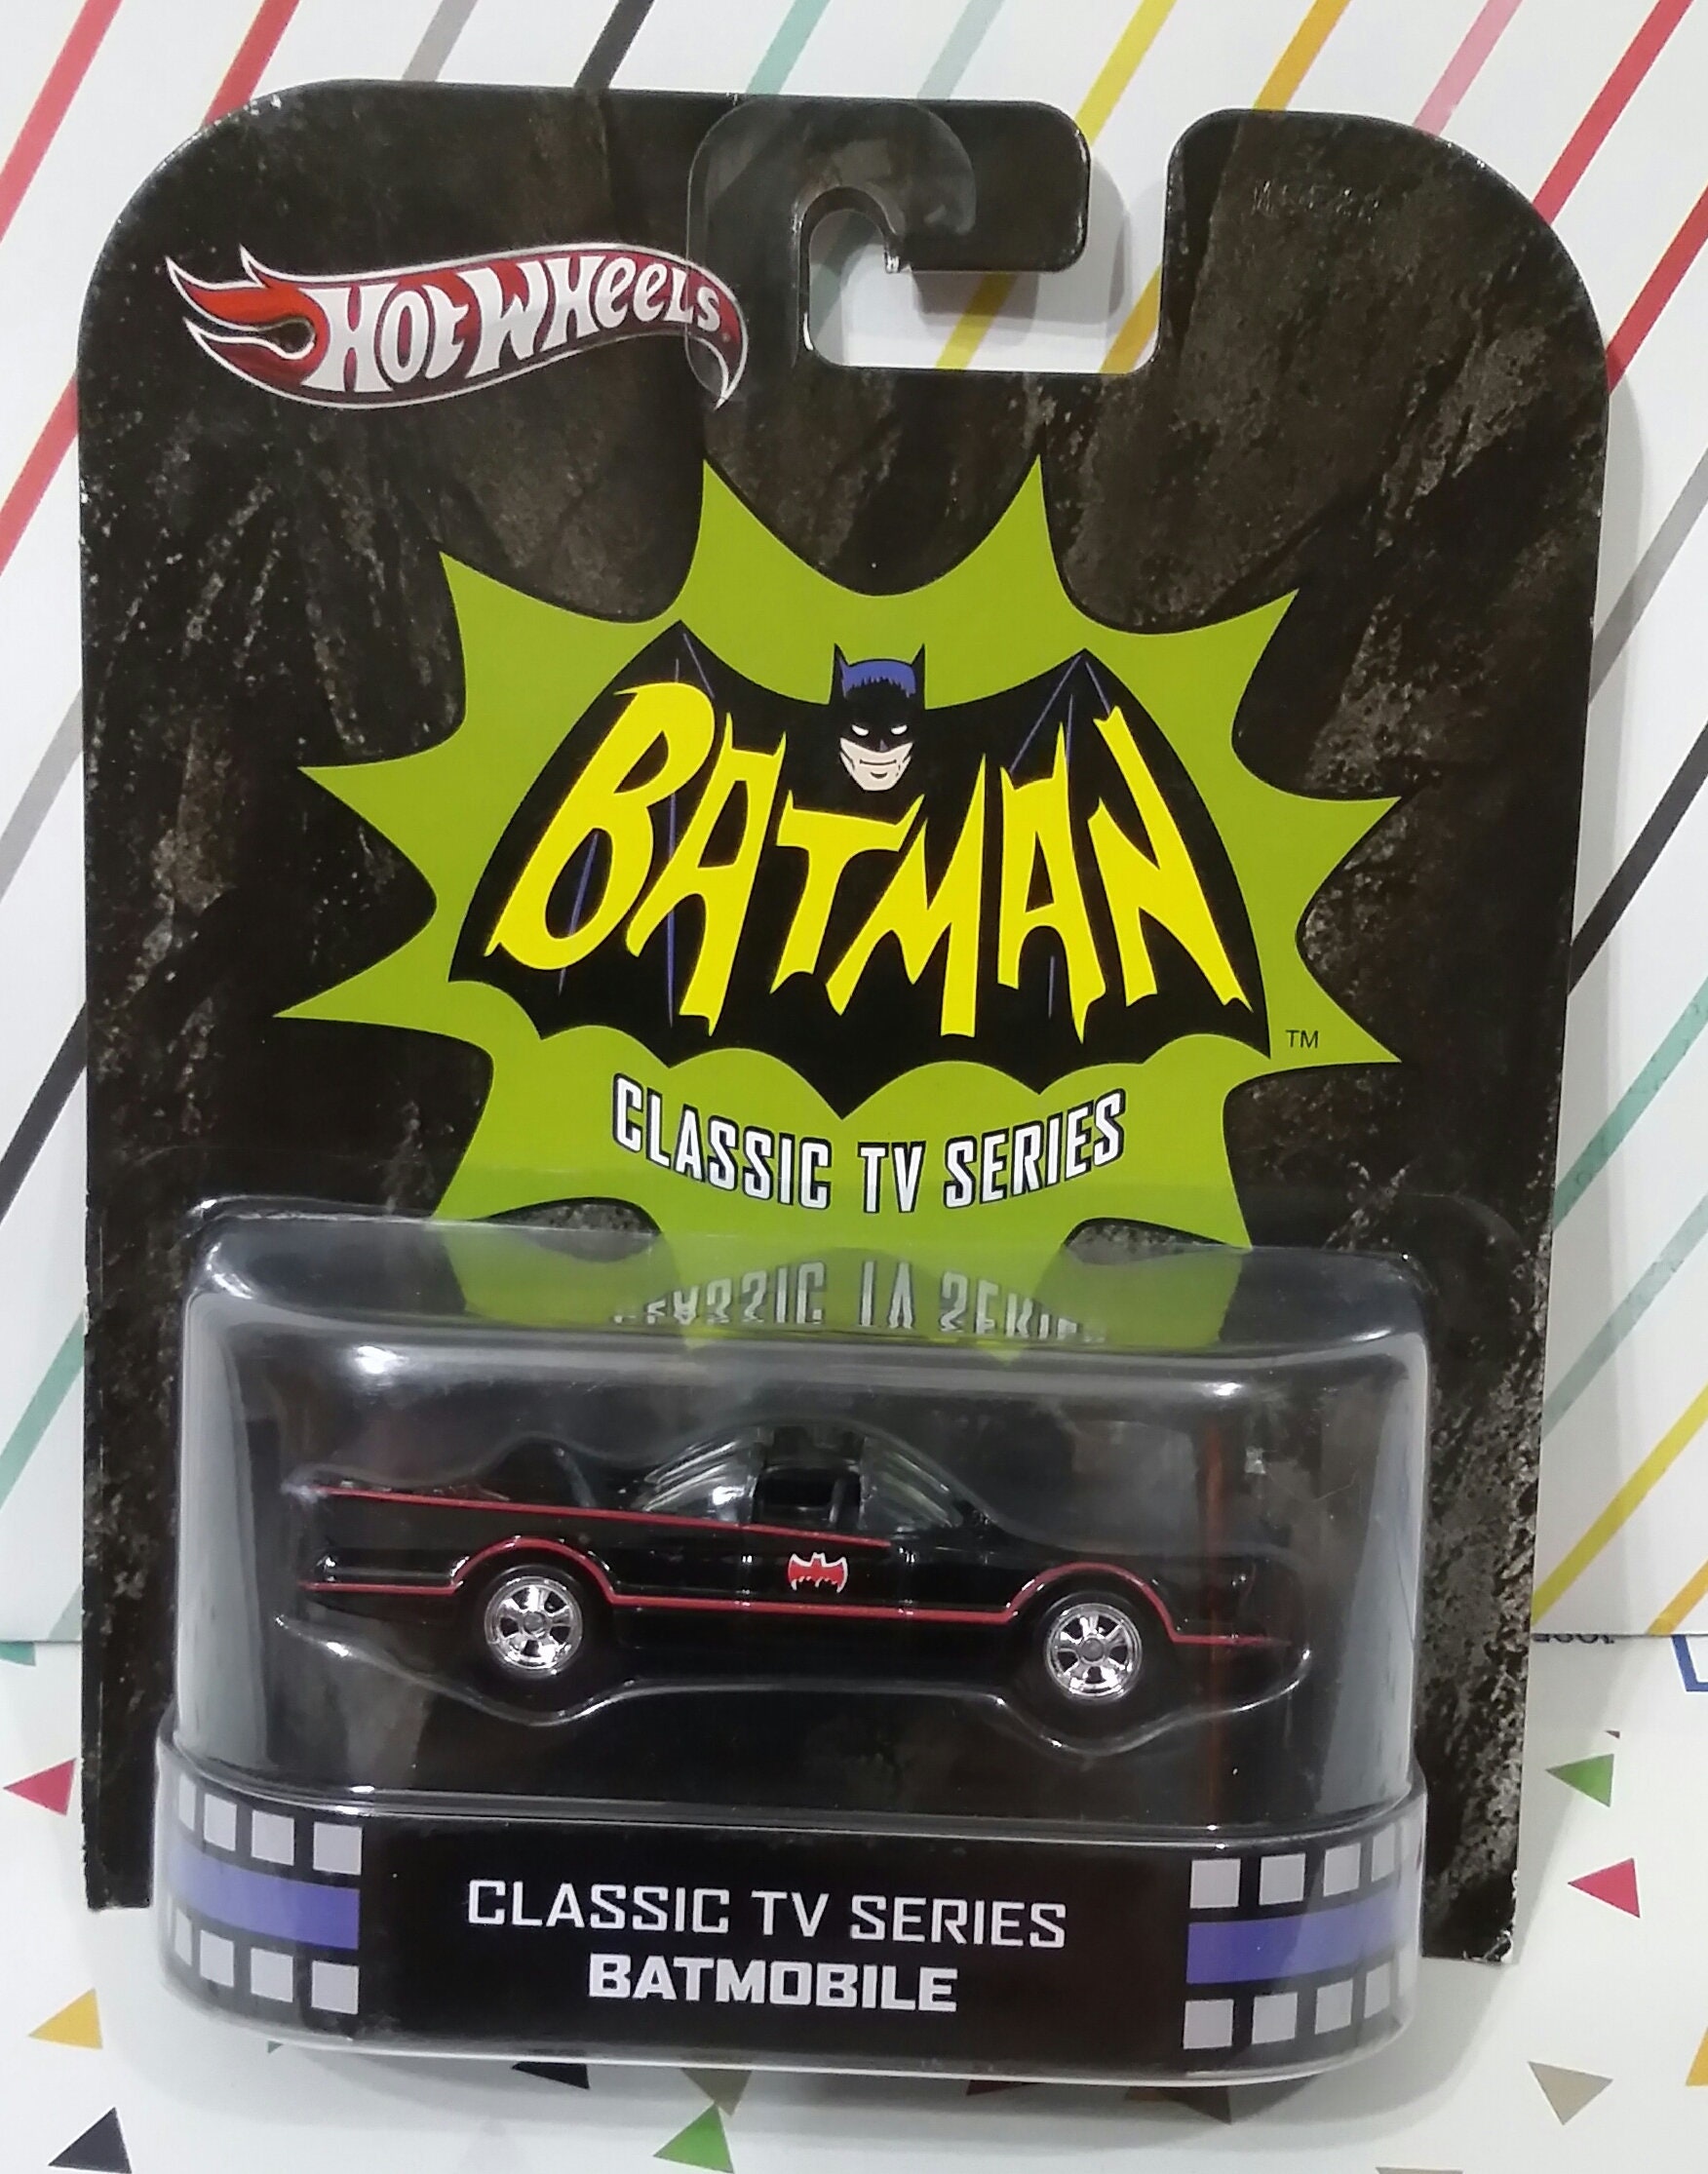 HOT WHEELS
BATMAN
TM
CLASSIC TV SERIES
CLASSIC TV SERIES
BATMOBILE